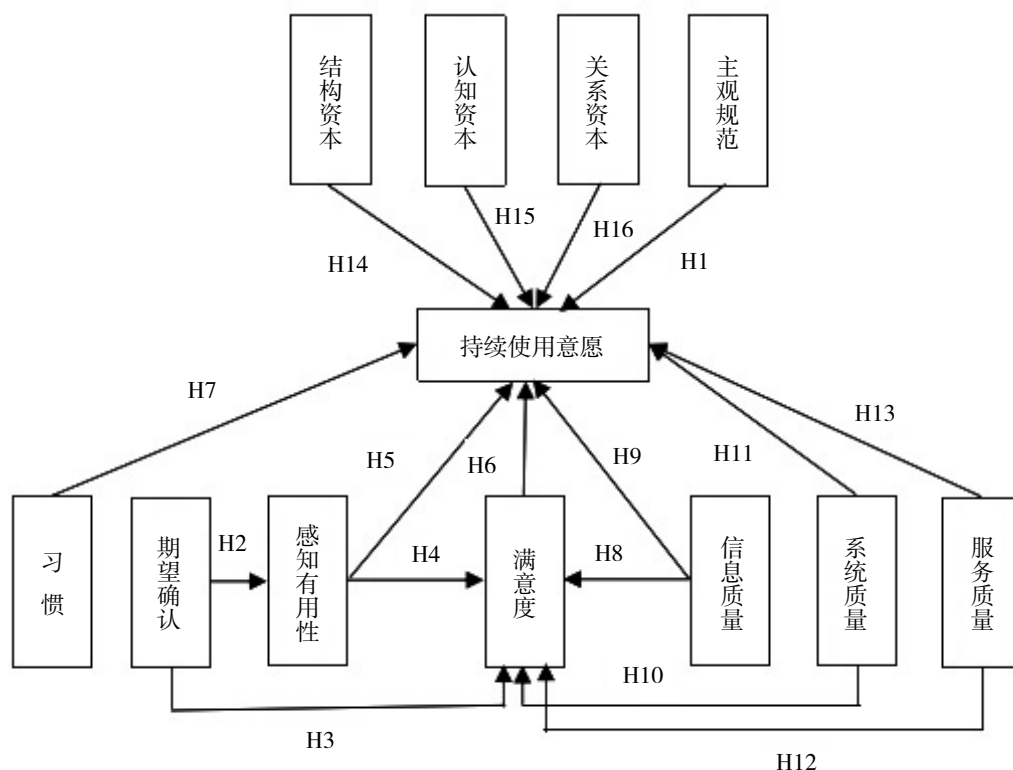 结构资本
认知资本
关系资本
主观规范
H15
H16
H14
H1
持续使用意愿
H7
H13
H5
H6
H9
H11
习惯
期望确认
H2
感知有用性
H4
满意度
H8
信息质量
系统质量
服务质量
H10
H3
H12